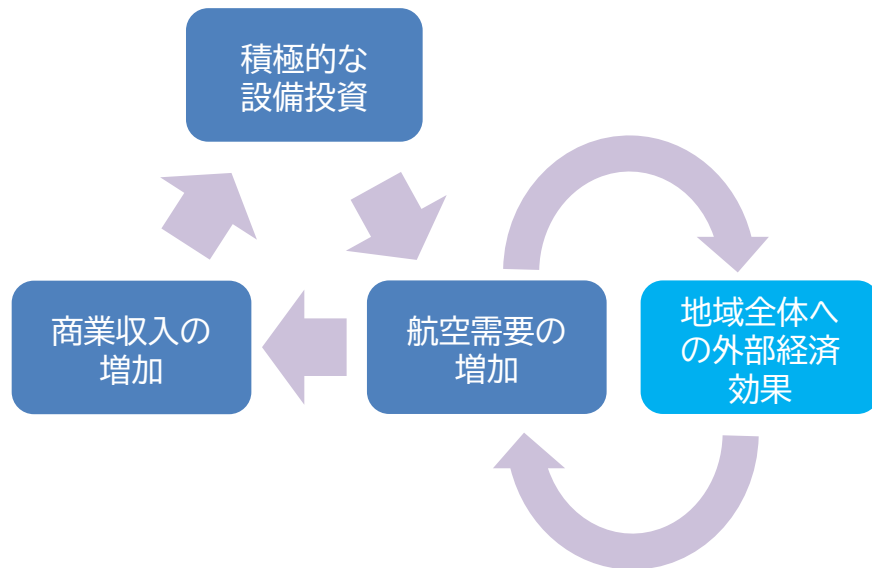 積極的な
設備投資
商業収入の
増加
航空需要の
増加
地域全体へ
の外部経済
効果